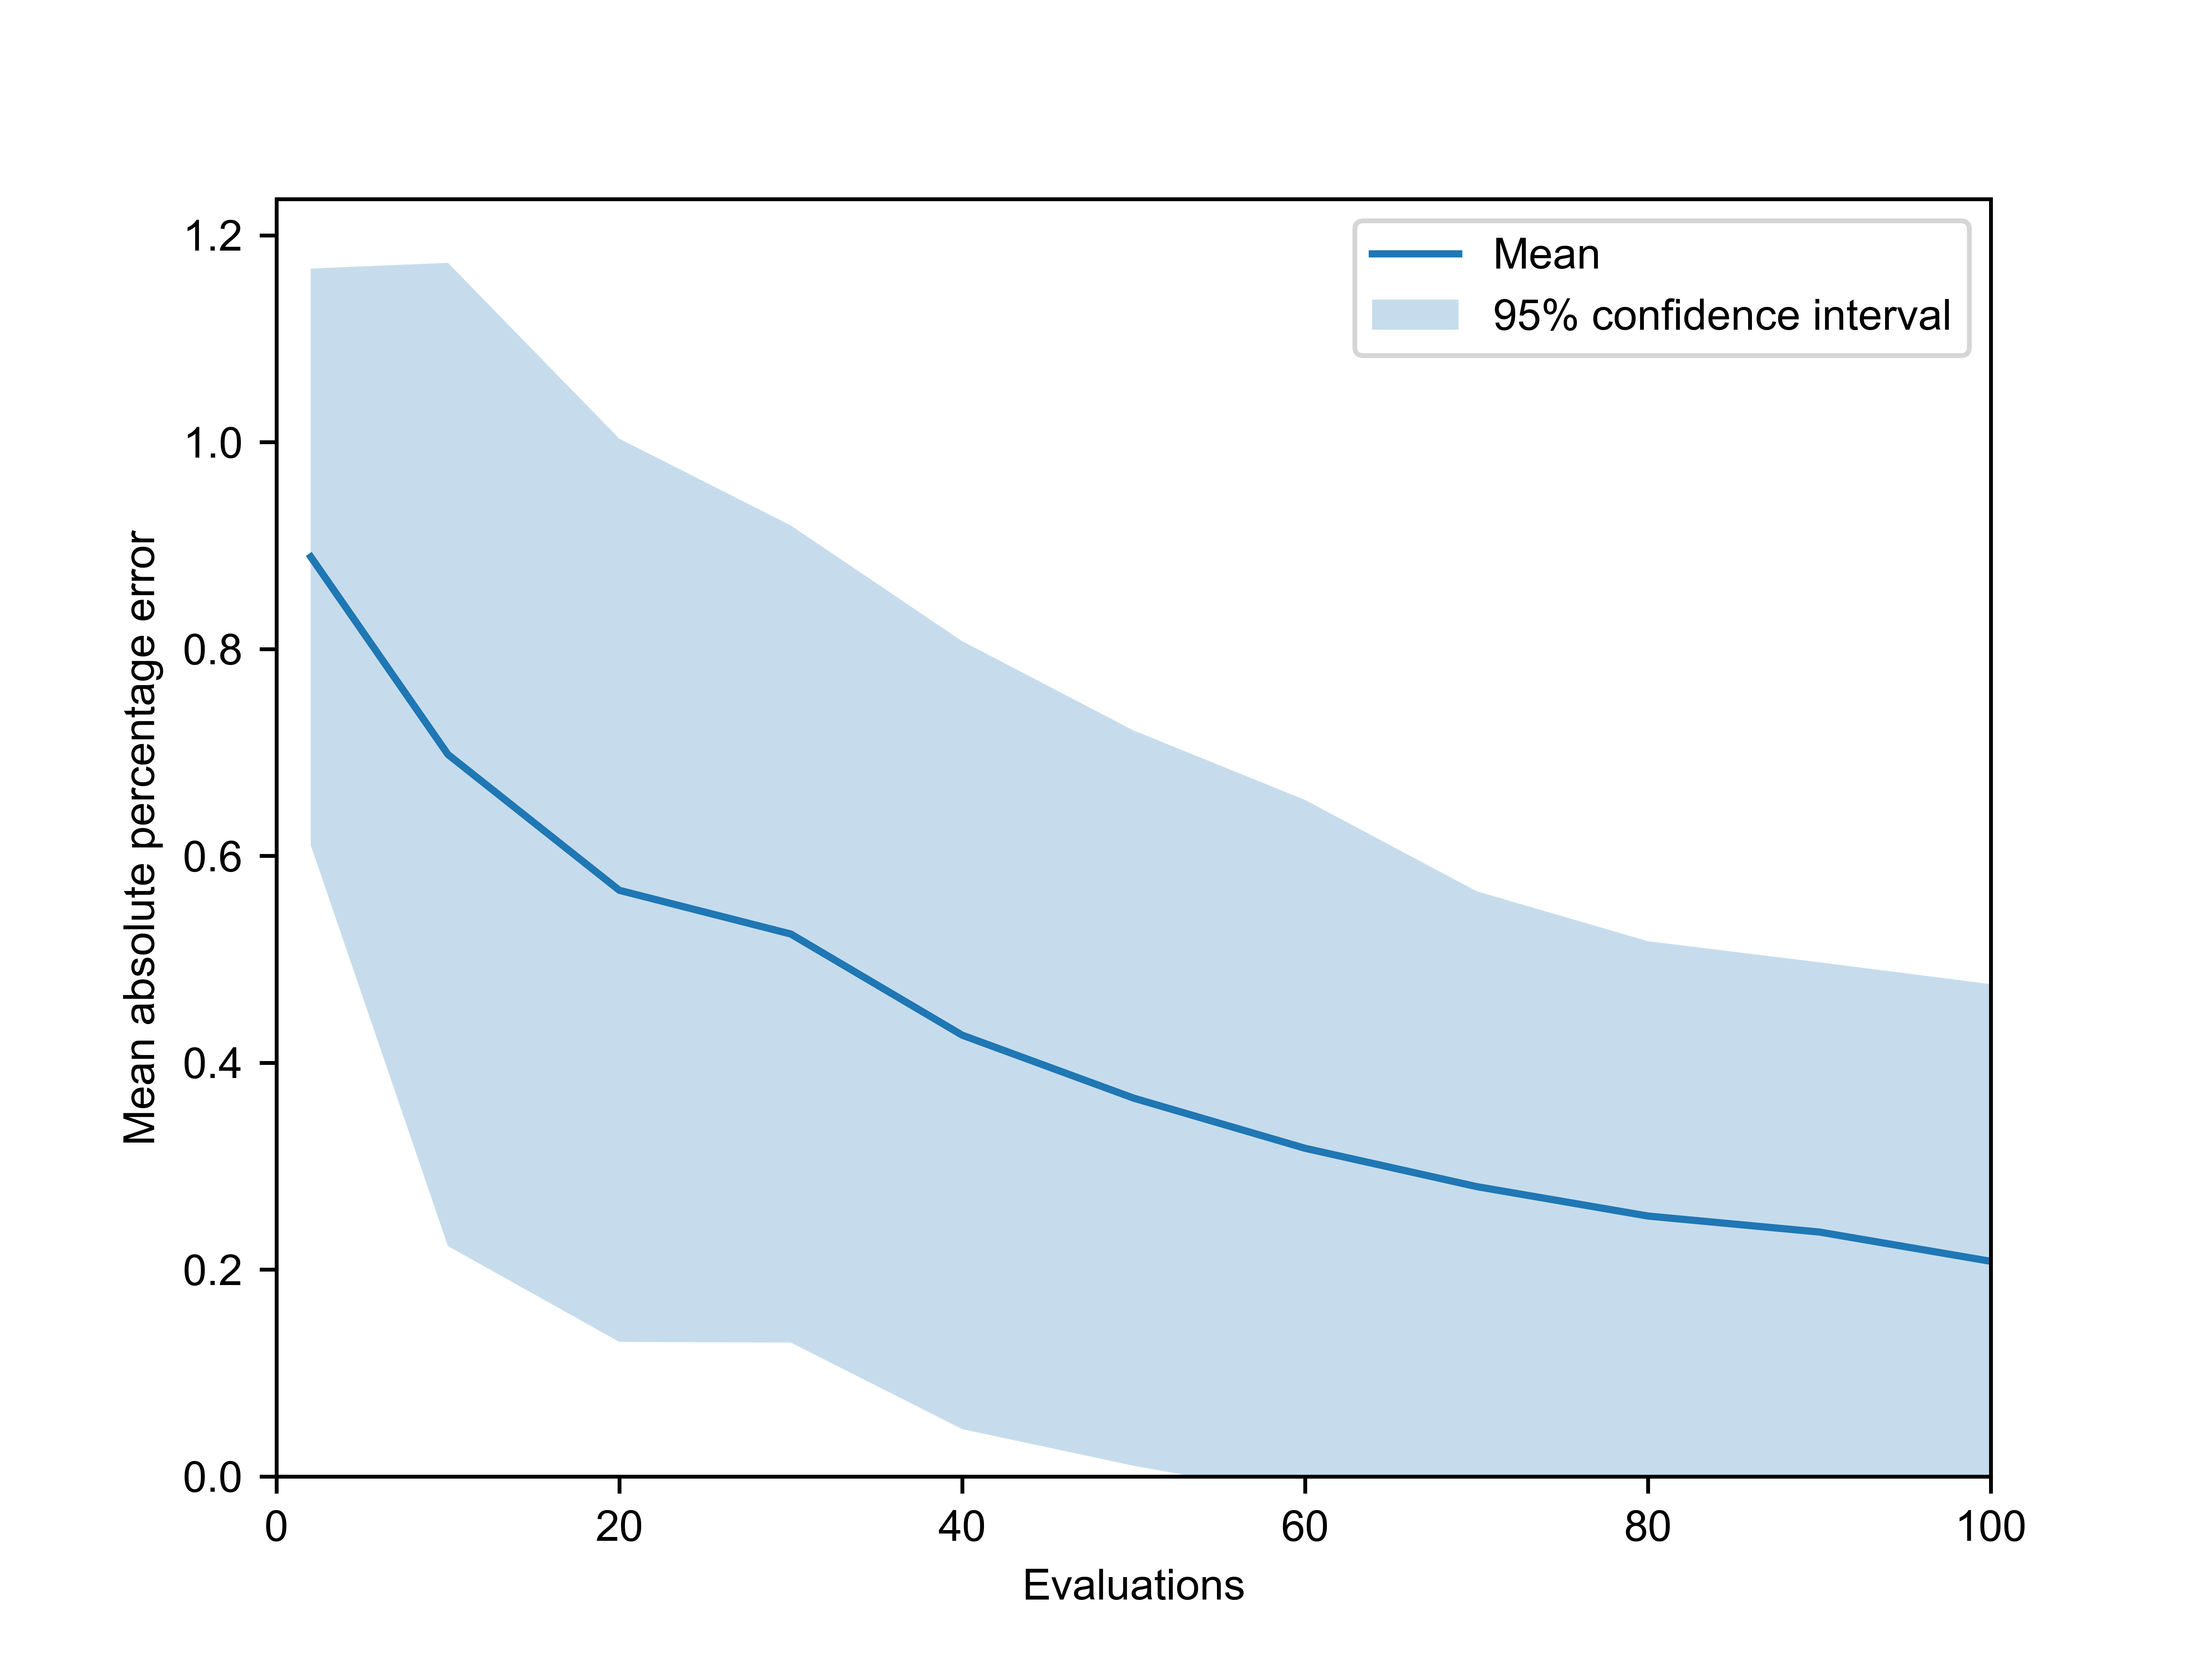 Mean
95% confidence interval
Mean absolute percentage error
1.2
1.0
0.8
0.6
0.4
0.2
0.0
0 20 40 60 80 100
Evaluations